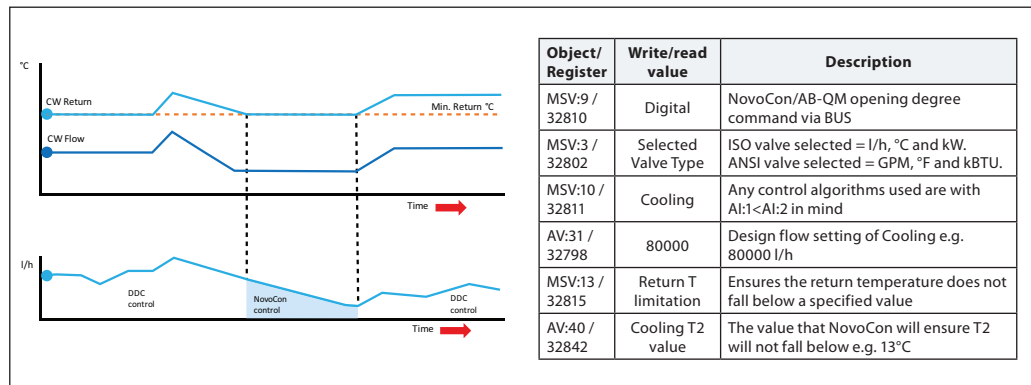 °C
CW Return
Min. Return °C
CW Flow
Time
l/h
DDC
control
NovoCon
control
DDC
control
Time
Object/
Register
Write/read
value
Description
MSV:9 /
32810
Digital
NovoCon/AB-QM opening degree
command via BUS
MSV:3 /
32802
Selected
Valve Type
ISO valve selected = l/h, °C and kW.
ANSI valve selected = GPM, °F and kBTU.
MSV:10 /
32811
Cooling
Any control algorithms used are with
AI:1<AI:2 in mind
AV:31 /
32798
80000
Design flow setting of Cooling e.g.
80000 l/h
MSV:13 /
32815
Return T
limitation
Ensures the return temperature does not
fall below a specified value
AV:40 /
32842
Cooling T2
value
The value that NovoCon will ensure T2
will not fall below e.g. 13°C